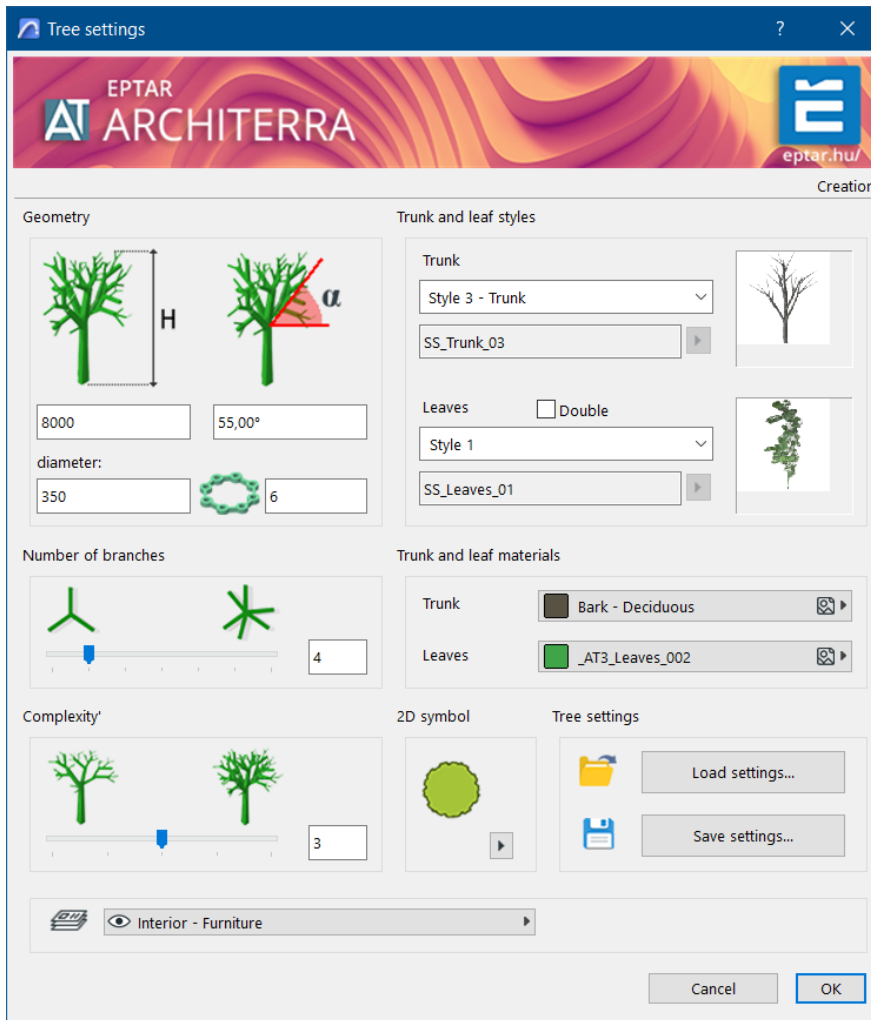 Tree settings
?
EPTAR
AT ARCHITERRA
eptar.hu/
Creation
Geometry
H
α
8000
55,00°
diameter:
350
6
Trunk and leaf styles
Trunk
Style 3 - Trunk
SS_Trunk_03
Leaves
Double
Style 1
SS_Leaves_01
Number of branches
4
Trunk and leaf materials
Trunk
Bark - Deciduous
Leaves
_AT3_Leaves_002
Complexity'
3
2D symbol
Tree settings
Load settings...
Save settings...
Interior - Furniture
Cancel
OK